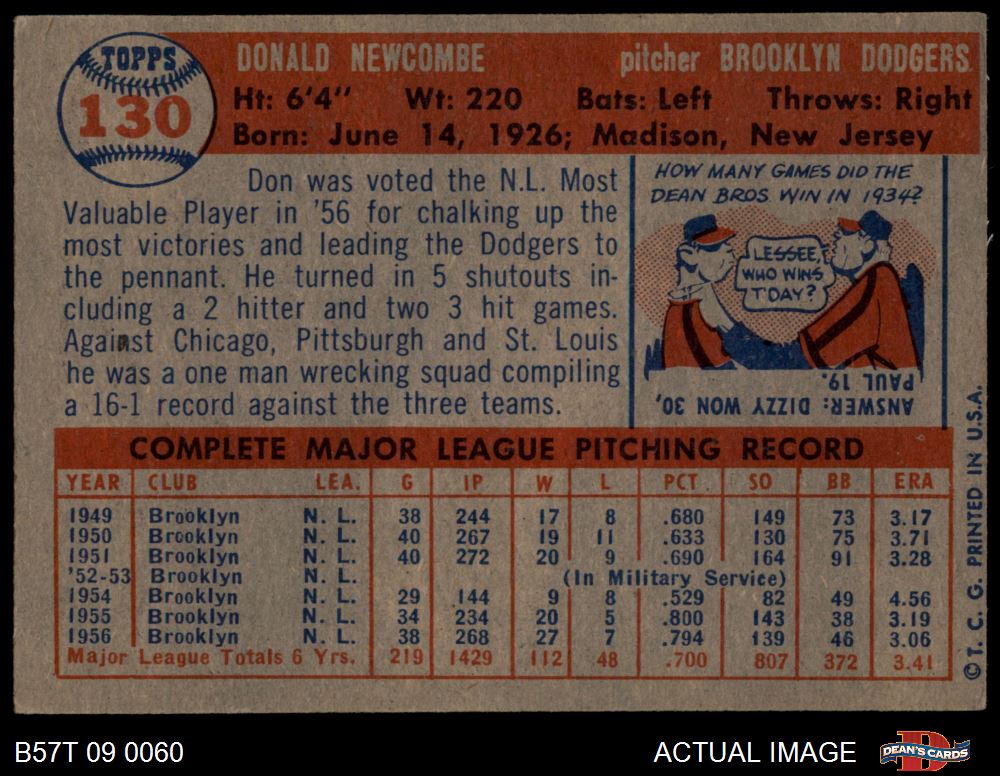 TOPPS
130
DONALD NEWCOMBE pitcher BROOKLYN DODGERS
Ht: 6'4" Wt: 220 Bats: Left Throws: Right
Born: June 14, 1926; Madison, New Jersey
Don was voted the N.L. Most
Valuable Player in '56 for chalking up the
most victories and leading the Dodgers to
the pennant. He turned in 5 shutouts in-
cluding a 2 hitter and two 3 hit games.
Against Chicago, Pittsburgh and St. Louis
he was a one man wrecking squad compiling
a 16-1 record against the three teams.
HOW MANY GAMES DID THE
DEAN BROS. WIN IN 1934?
LESSEE,
WHO WINS
T'DAY?
ANSWER: DIZZY WON 30,
PAUL 19.
COMPLETE MAJOR LEAGUE PITCHING RECORD
YEAR CLUB LEA. G IP W L PCT. SO BB ERA
1949 Brooklyn N. L. 38 244 17 8 .680 149 73 3.17
1950 Brooklyn N. L. 40 267 19 11 .633 130 75 3.71
1951 Brooklyn N. L. 40 272 20 9 .690 164 91 3.28
'52-53 Brooklyn N. L. (In Military Service)
1954 Brooklyn N. L. 29 144 9 8 .529 82 49 4.56
1955 Brooklyn N. L. 34 234 20 5 .800 143 38 3.19
1956 Brooklyn N. L. 38 268 27 7 .794 139 46 3.06
Major League Totals 6 Yrs. 219 1429 112 48 .700 807 372 3.41
© T. C. G. PRINTED IN U.S.A.
B57T 09 0060
ACTUAL IMAGE
D
DEAN'S CARDS